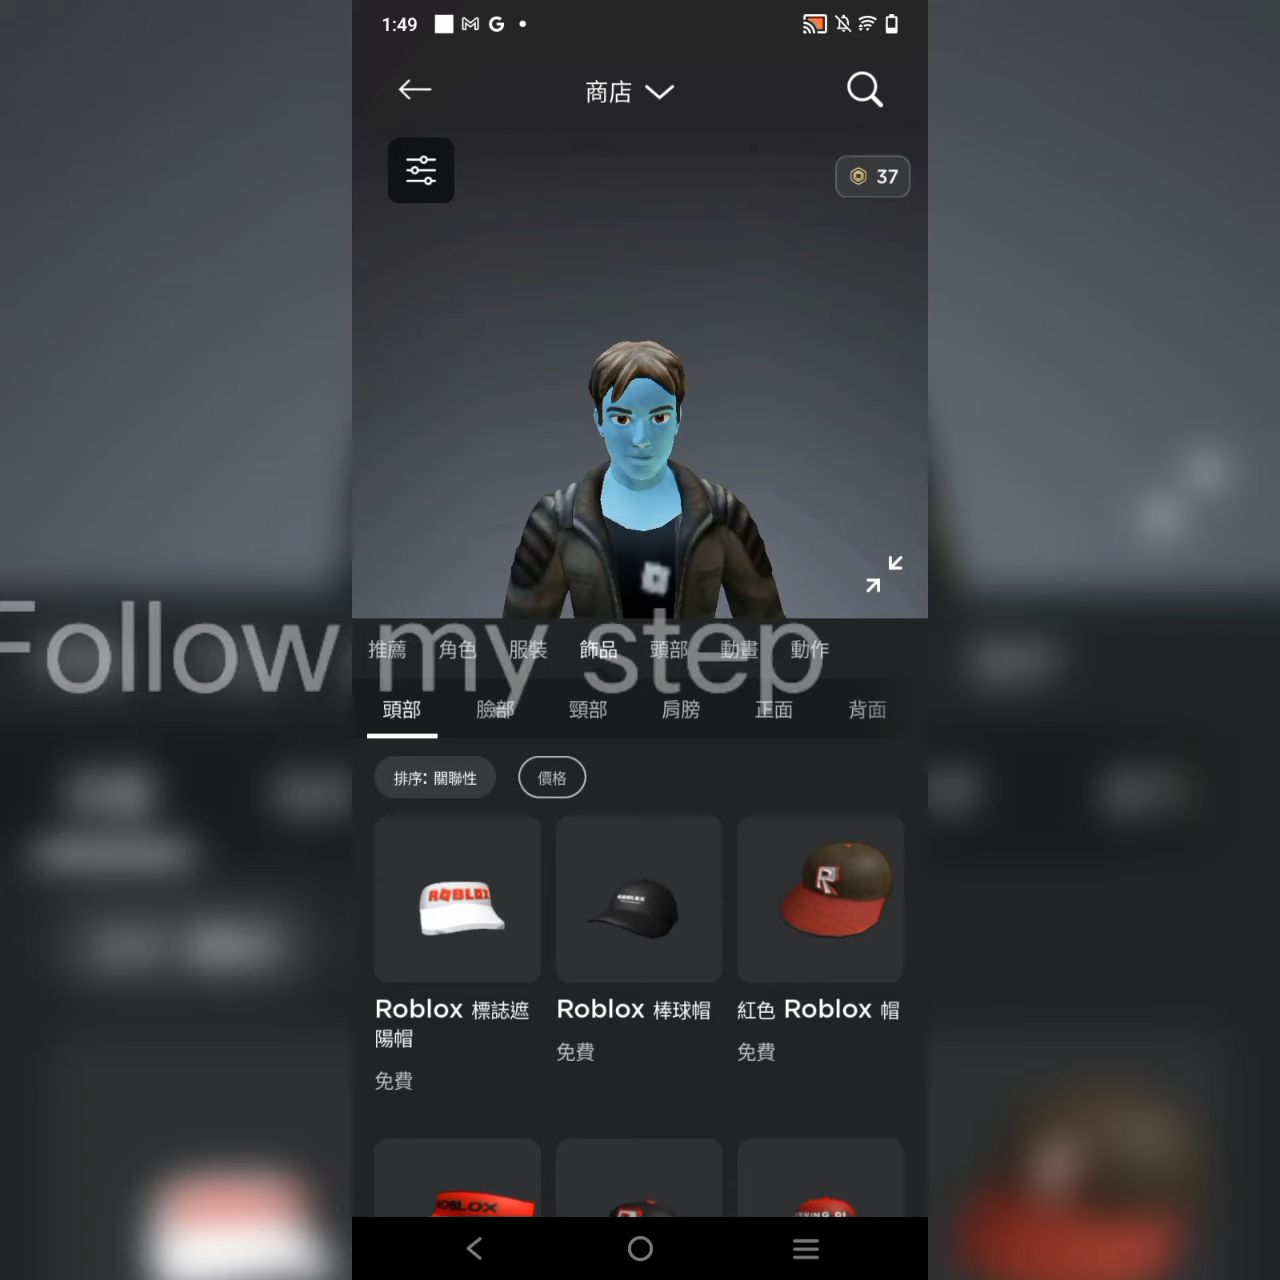 1:49
商店
37
Follow my step
推薦 角色 服裝 飾品 頭部 動畫 動作
頭部 臉部 頸部 肩膀 正面 背面
排序: 關聯性 價格
ROBLOX ROBLOX R
Roblox 標誌遮陽帽
免費
Roblox 棒球帽
免費
紅色 Roblox 帽
免費
ROBLOX